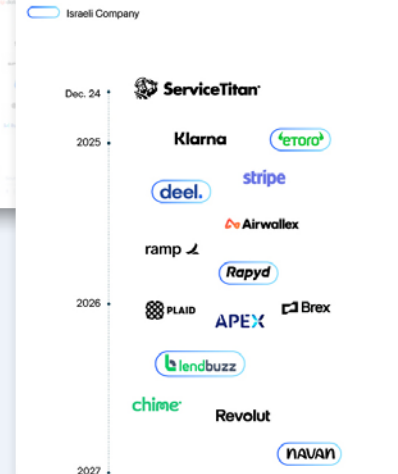 Israeli Company
Dec. 24
ServiceTitan
2025
Klarna
eToro
stripe
deel.
Airwallex
ramp
Rapyd
2026
PLAID
APEX
Brex
lendbuzz
chime
Revolut
navan
2027